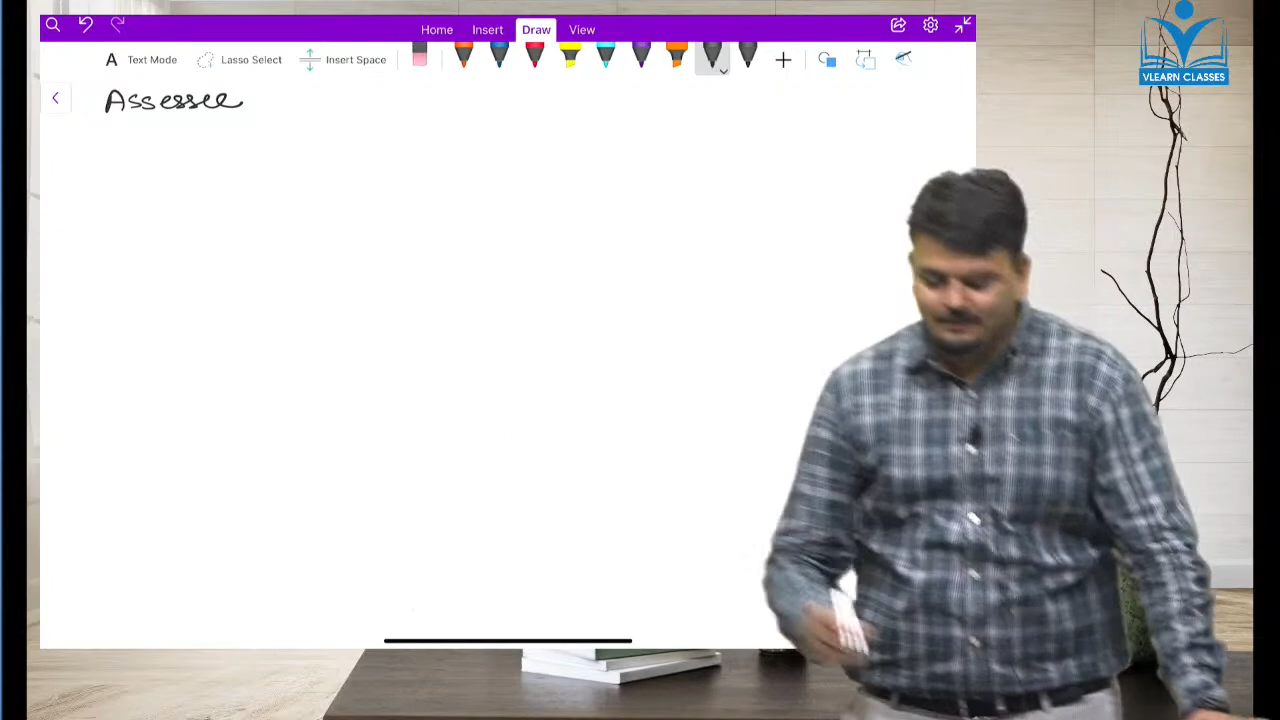 Home Insert Draw View
A Text Mode Lasso Select Insert Space
VLEARN CLASSES
Assessee